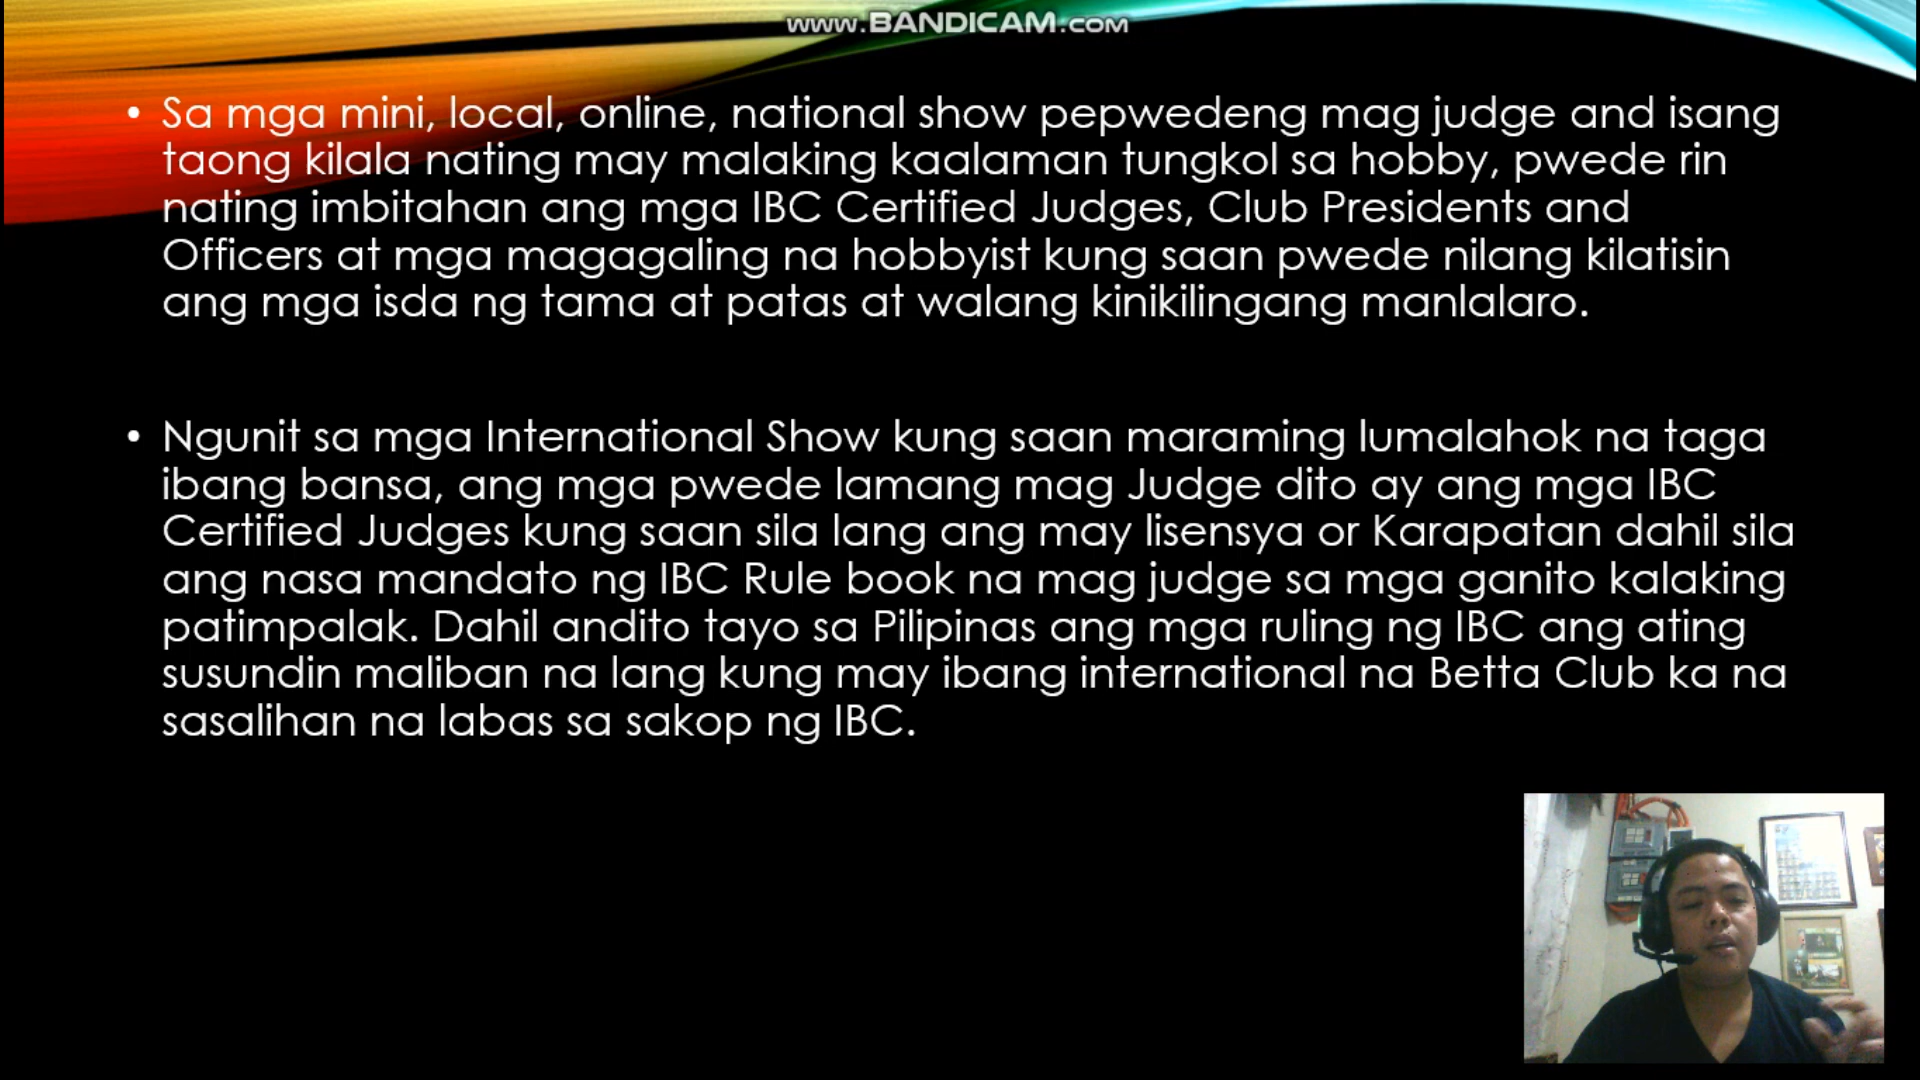 www.BANDICAM.com
• Sa mga mini, local, online, national show pepwedeng mag judge and isang
taong kilala nating may malaking kaalaman tungkol sa hobby, pwede rin
nating imbitahan ang mga IBC Certified Judges, Club Presidents and
Officers at mga magagaling na hobbyist kung saan pwede nilang kilatisin
ang mga isda ng tama at patas at walang kinikilingang manlalaro.
• Ngunit sa mga International Show kung saan maraming lumalahok na taga
ibang bansa, ang mga pwede lamang mag Judge dito ay ang mga IBC
Certified Judges kung saan sila lang ang may lisensya or Karapatan dahil sila
ang nasa mandato ng IBC Rule book na mag judge sa mga ganito kalaking
patimpalak. Dahil andito tayo sa Pilipinas ang mga ruling ng IBC ang ating
susundin maliban na lang kung may ibang international na Betta Club ka na
sasalihan na labas sa sakop ng IBC.